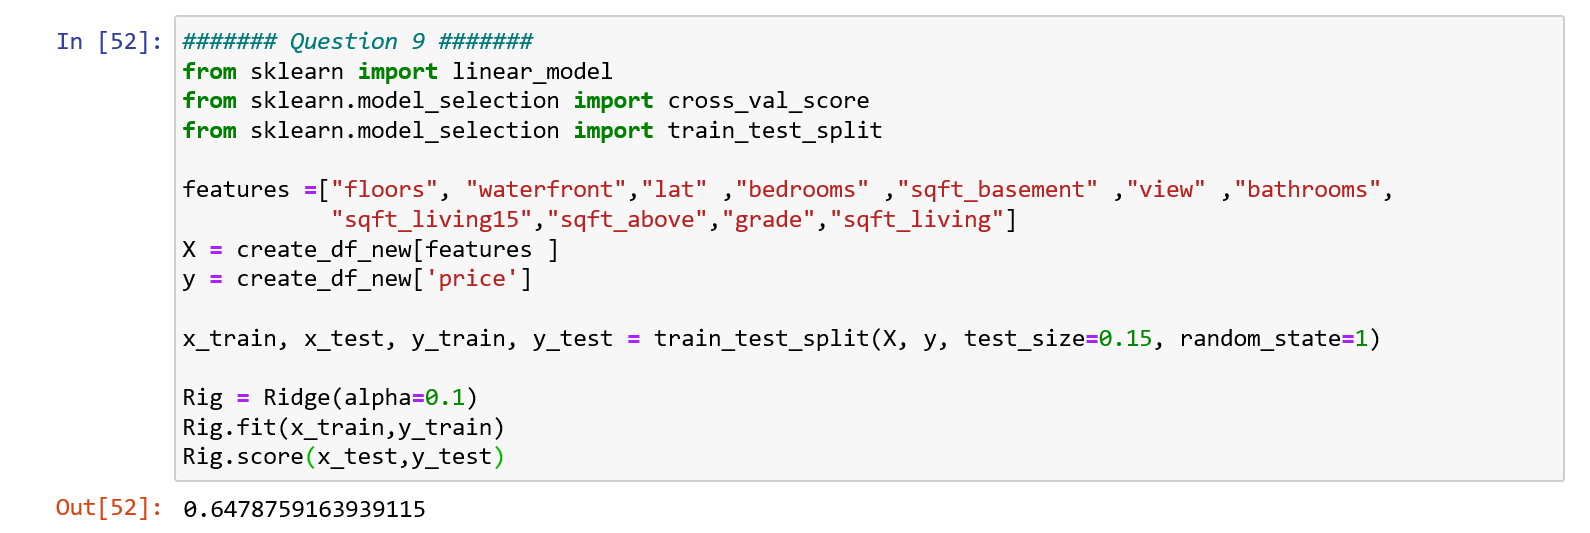 In [52]: ####### Question 9 #######
from sklearn import linear_model
from sklearn.model_selection import cross_val_score
from sklearn.model_selection import train_test_split
features =["floors", "waterfront","lat" ,"bedrooms" ,"sqft_basement" ,"view" ,"bathrooms",
"sqft_living15","sqft_above","grade","sqft_living"]
X = create_df_new[features ]
y = create_df_new['price']
x_train, x_test, y_train, y_test = train_test_split(X, y, test_size=0.15, random_state=1)
Rig = Ridge(alpha=0.1)
Rig.fit(x_train,y_train)
Rig.score(x_test,y_test)
Out[52]: 0.6478759163939115